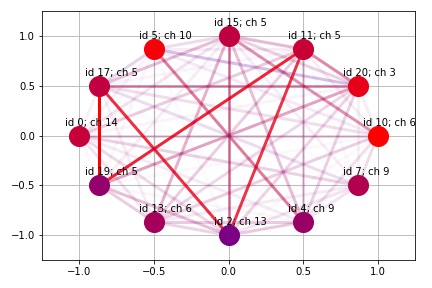 id 15; ch 5
id 5; ch 10
id 11; ch 5
id 17; ch 5
id 20; ch 3
id 0; ch 14
id 10; ch 6
id 19; ch 5
id 7; ch 9
id 13; ch 6
id 2; ch 13
id 4; ch 9
1.0
0.5
0.0
−0.5
−1.0
−1.0
−0.5
0.0
0.5
1.0